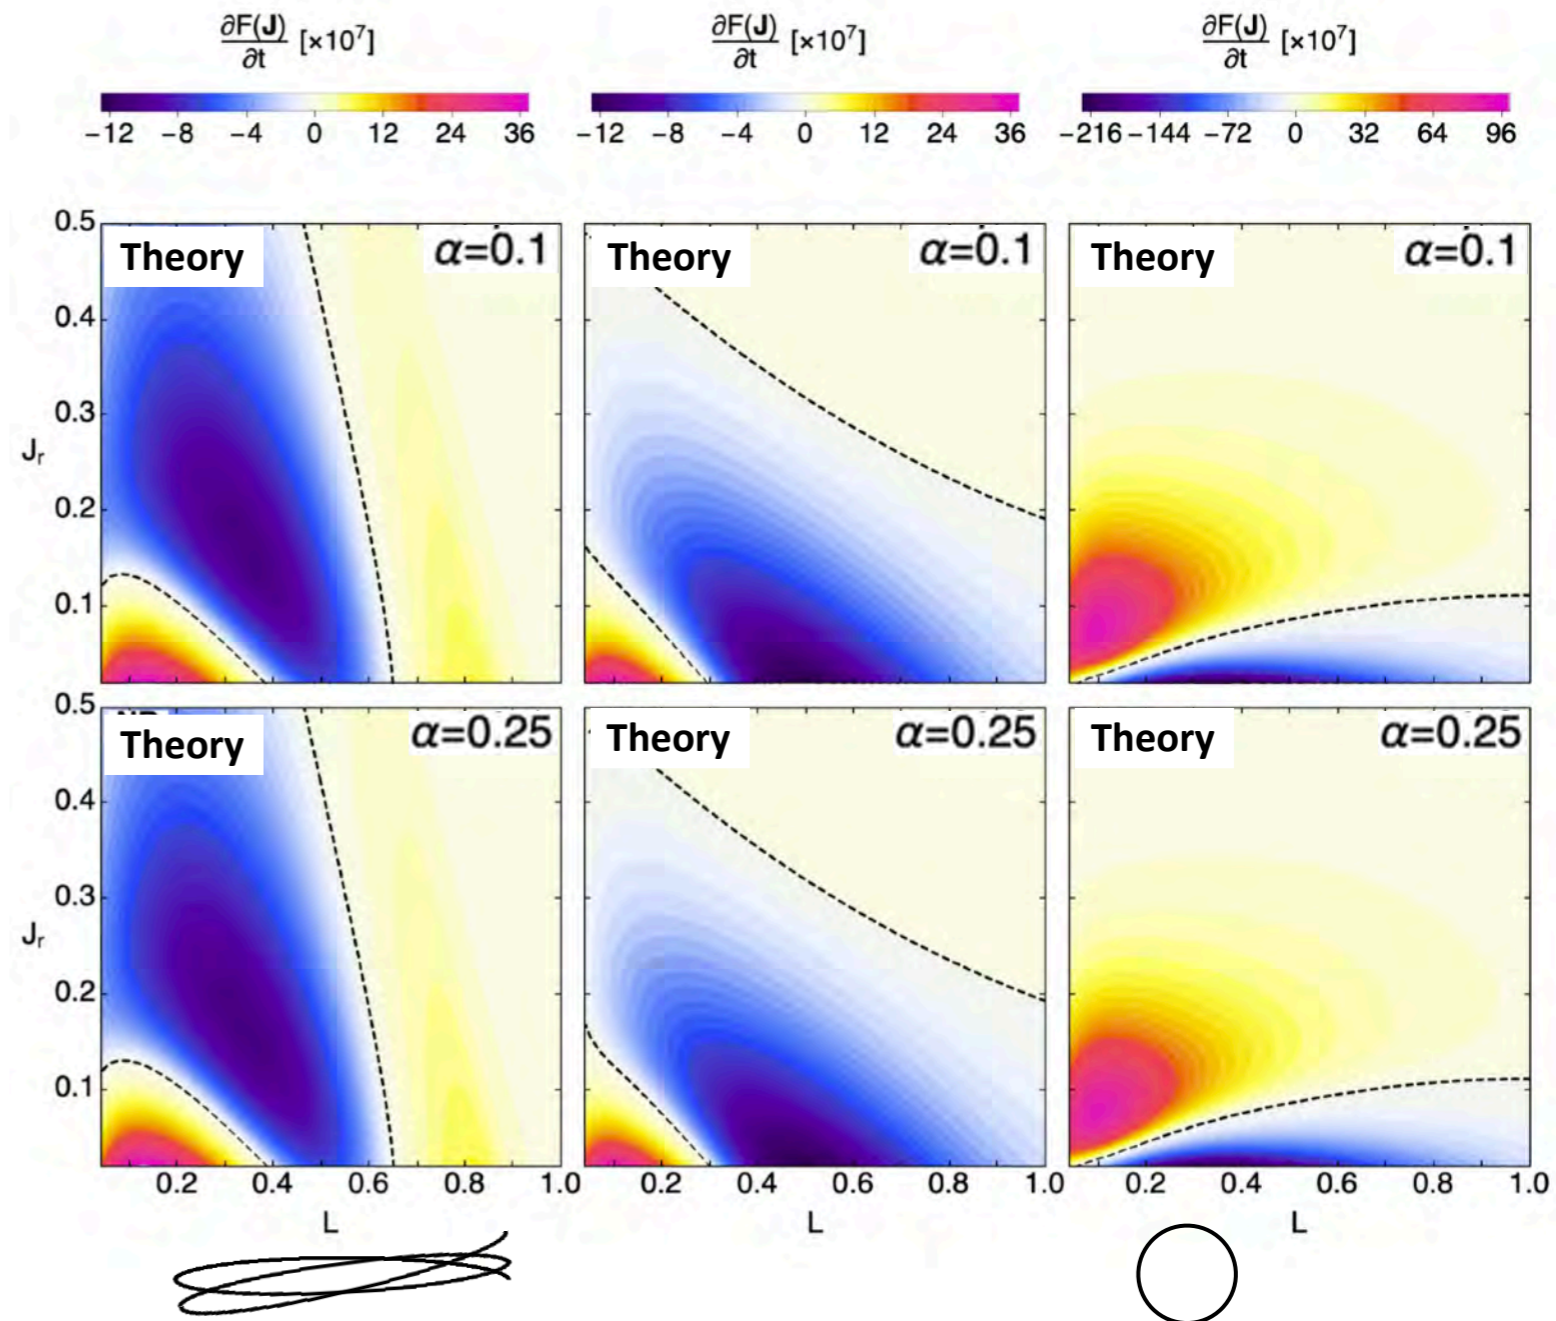 ∂F(J)/∂t [×10⁷] ∂F(J)/∂t [×10⁷] ∂F(J)/∂t [×10⁷]
−12 −8 −4 0 12 24 36 −12 −8 −4 0 12 24 36 −216 −144 −72 0 32 64 96
0.5 Theory α=0.1 Theory α=0.1 Theory α=0.1
0.4
0.3
Jr
0.2
0.1
0.5 Theory α=0.25 Theory α=0.25 Theory α=0.25
0.4
0.3
Jr
0.2
0.1
0.2 0.4 0.6 0.8 1.0 0.2 0.4 0.6 0.8 1.0 0.2 0.4 0.6 0.8 1.0
L L L